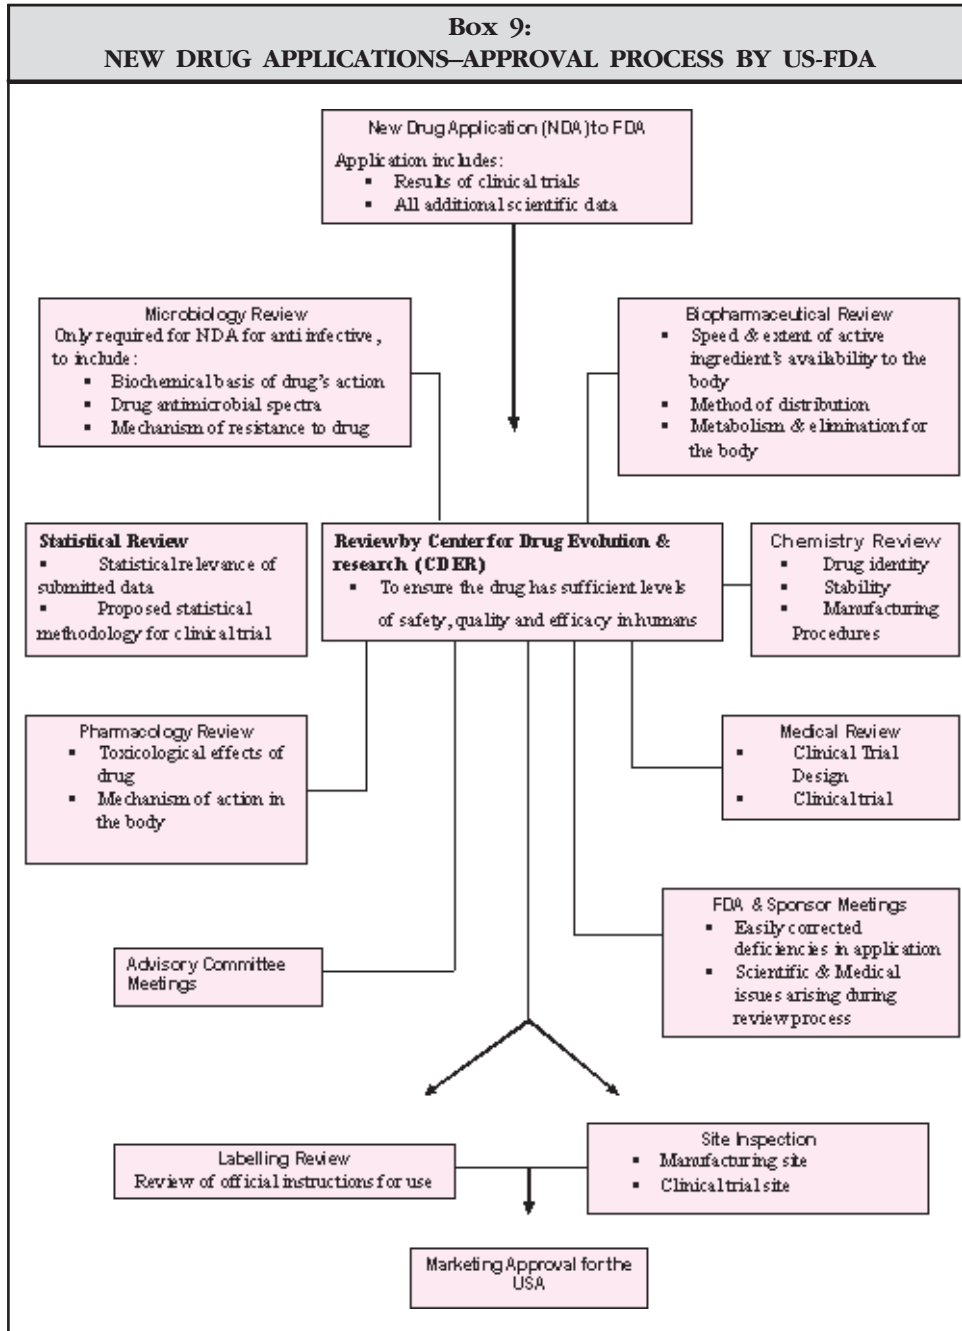 Box 9:
NEW DRUG APPLICATIONS–APPROVAL PROCESS BY US-FDA
New Drug Application (NDA) to FDA
Application includes:
▪ Results of clinical trials
▪ All additional scientific data
Microbiology Review
Only required for NDA for anti infective,
to include:
▪ Biochemical basis of drug's action
▪ Drug antimicrobial spectra
▪ Mechanism of resistance to drug
Biopharmaceutical Review
▪ Speed & extent of active
ingredient's availability to the
body
▪ Method of distribution
▪ Metabolism & elimination for
the body
Statistical Review
▪ Statistical relevance of
submitted data
▪ Proposed statistical
methodology for clinical trial
Review by Center for Drug Evolution &
research (CDER)
▪ To ensure the drug has sufficient levels
of safety, quality and efficacy in humans
Chemistry Review
▪ Drug identity
▪ Stability
▪ Manufacturing
Procedures
Pharmacology Review
▪ Toxicological effects of
drug
▪ Mechanism of action in
the body
Medical Review
▪ Clinical Trial
Design
▪ Clinical trial
FDA & Sponsor Meetings
▪ Easily corrected
deficiencies in application
▪ Scientific & Medical
issues arising during
review process
Advisory Committee
Meetings
Labelling Review
Review of official instructions for use
Site Inspection
▪ Manufacturing site
▪ Clinical trial site
Marketing Approval for the
USA